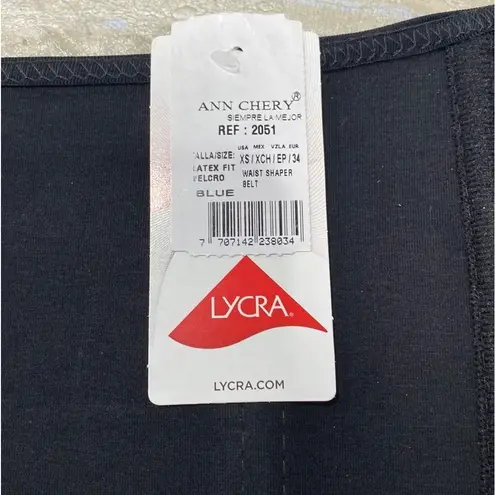 ANN CHERY®
SIEMPRE LA MEJOR
REF : 2051
USA MEX VZLA EUR
TALLA/SIZE: XS / XCH / EP / 34
LATEX FIT WAIST SHAPER
VELCRO BELT
BLUE
7 707142 238034
LYCRA®
LYCRA.COM